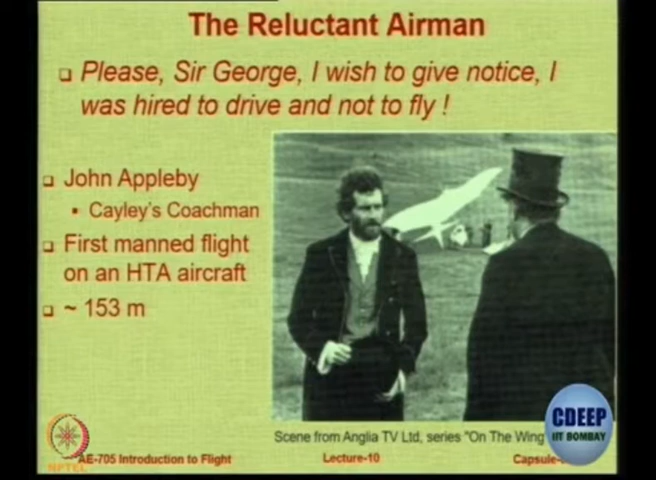 The Reluctant Airman
❑ Please, Sir George, I wish to give notice, I
was hired to drive and not to fly !
❑ John Appleby
▪ Cayley's Coachman
❑ First manned flight
on an HTA aircraft
❑ ~ 153 m
Scene from Anglia TV Ltd, series "On The Wing
CDEEP
IIT BOMBAY
NPTEL
AE-705 Introduction to Flight
Lecture-10
Capsule-